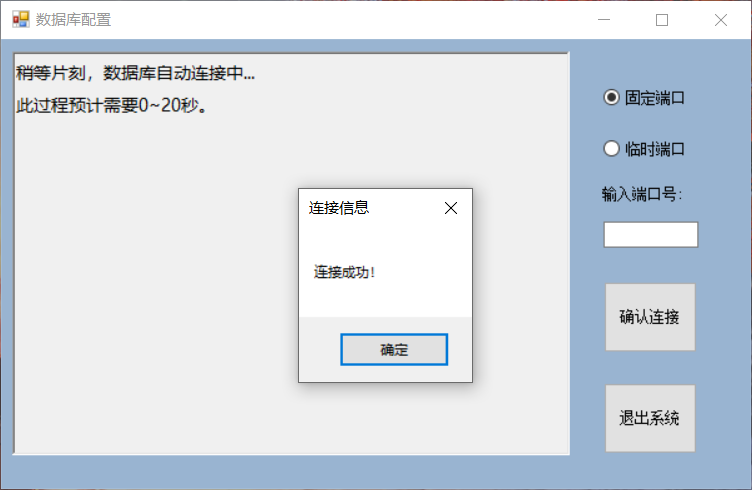 数据库配置
稍等片刻，数据库自动连接中...
此过程预计需要0~20秒。
连接信息
连接成功！
确定
固定端口
临时端口
输入端口号：
确认连接
退出系统